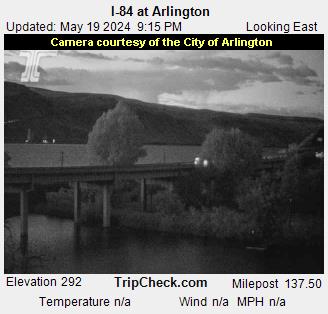 I-84 at Arlington
Updated: May 19 2024 9:15 PM Looking East
Camera courtesy of the City of Arlington
Elevation 292 TripCheck.com Milepost 137.50
Temperature n/a Wind n/a MPH n/a